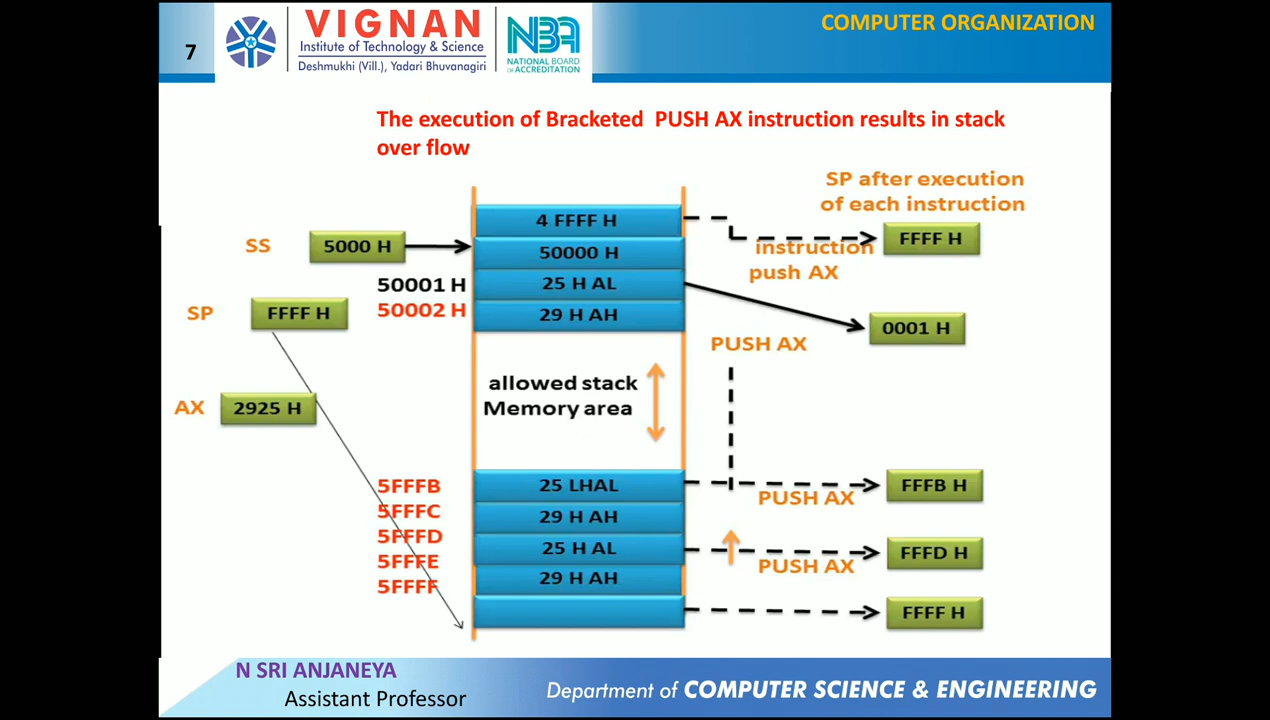 7
VIGNAN
Institute of Technology & Science
Deshmukhi (Vill.), Yadari Bhuvanagiri
NBA
NATIONAL BOARD
OF ACCREDITATION
COMPUTER ORGANIZATION
The execution of Bracketed PUSH AX instruction results in stack
over flow
SP after execution
of each instruction
4 FFFF H
FFFF H
SS
5000 H
50000 H
instruction
push AX
50001 H
25 H AL
SP
FFFF H
50002 H
29 H AH
0001 H
PUSH AX
allowed stack
Memory area
AX
2925 H
5FFFB
25 LHAL
PUSH AX
FFFB H
5FFFC
29 H AH
5FFFD
25 H AL
FFFD H
5FFFE
PUSH AX
5FFFF
29 H AH
FFFF H
N SRI ANJANEYA
Assistant Professor
Department of COMPUTER SCIENCE & ENGINEERING